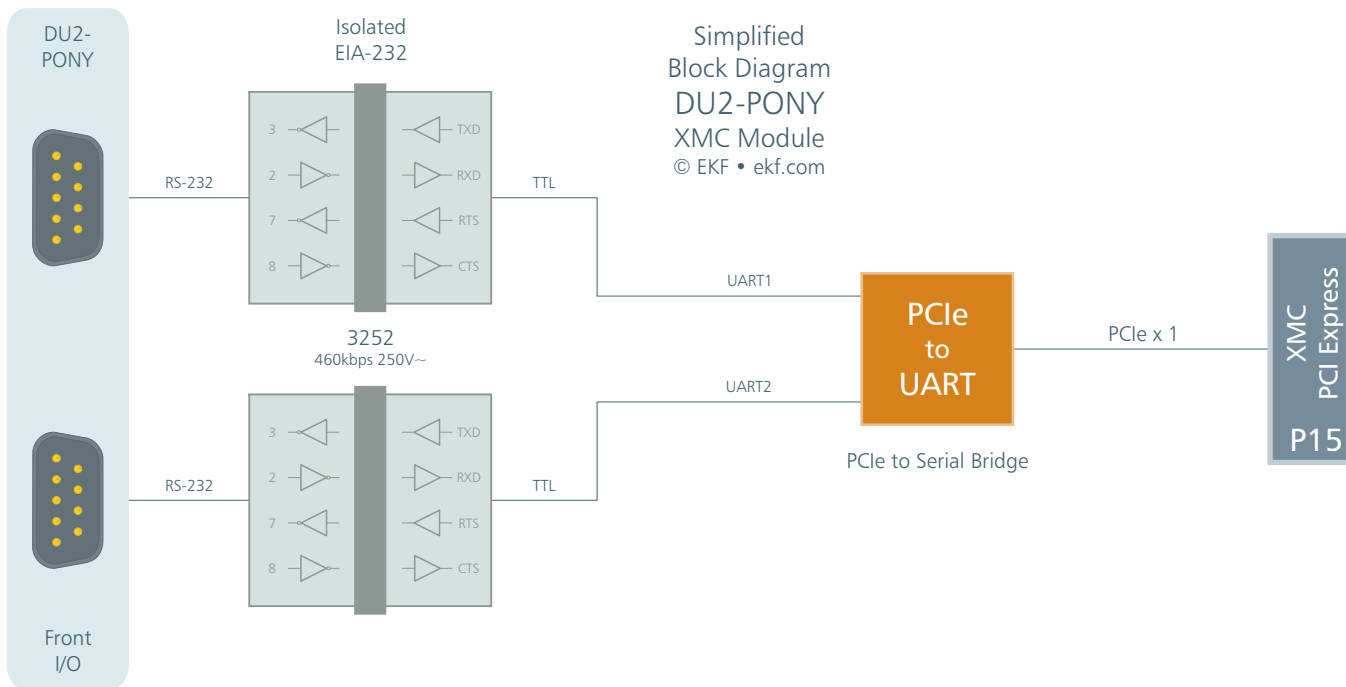 DU2-
PONY
Isolated
EIA-232
Simplified
Block Diagram
DU2-PONY
XMC Module
© EKF • ekf.com
3
TXD
2
RXD
7
RTS
8
CTS
RS-232
TTL
UART1
3252
460kbps 250V~
PCIe
to
UART
PCIe x 1
XMC
PCI Express
P15
UART2
PCIe to Serial Bridge
3
TXD
2
RXD
7
RTS
8
CTS
RS-232
TTL
Front
I/O